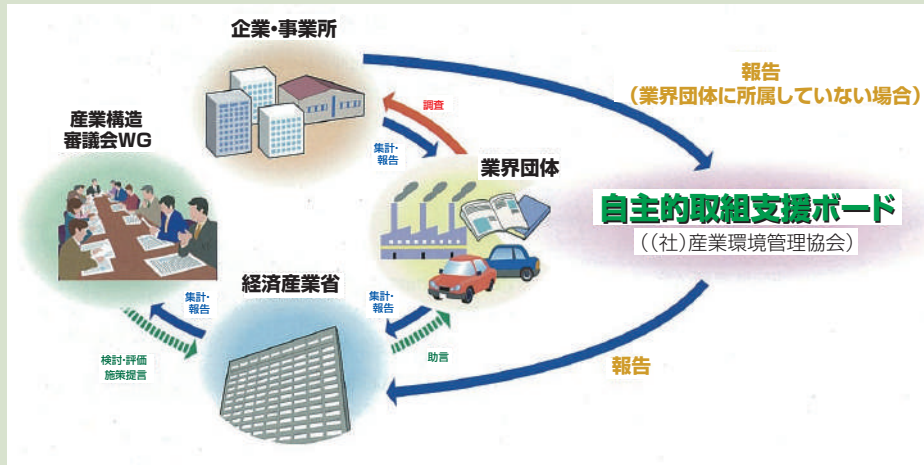 企業・事業所
報告
(業界団体に所属していない場合)
調査
産業構造
審議会WG
集計・
報告
業界団体
自主的取組支援ボード
((社)産業環境管理協会)
経済産業省
集計・
報告
集計・
報告
検討・評価
施策提言
助言
報告